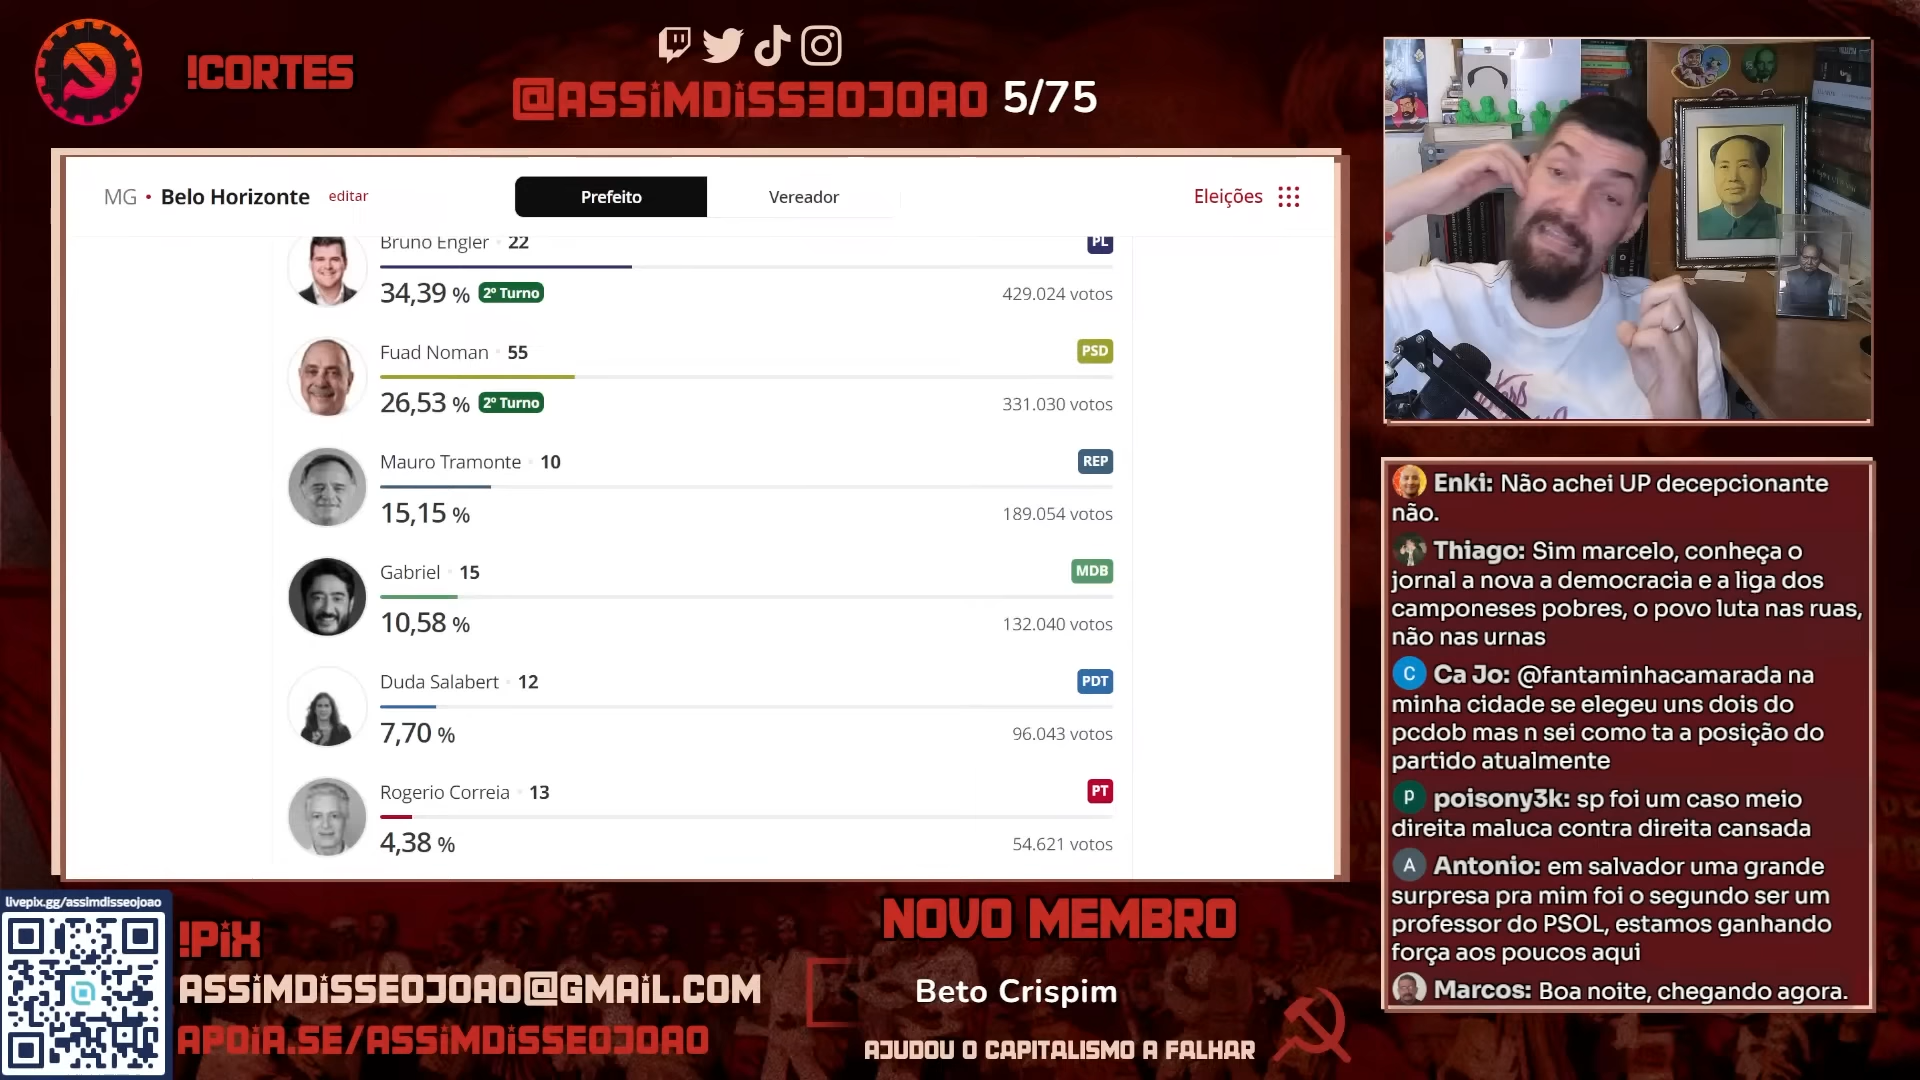 !CORTES
@ASSIMDISSEOJOAO 5/75
MG • Belo Horizonte editar
Prefeito
Vereador
Eleições
Bruno Engler 22
PL
34,39 % 2º Turno
429.024 votos
Fuad Noman 55
PSD
26,53 % 2º Turno
331.030 votos
Mauro Tramonte 10
REP
15,15 %
189.054 votos
Gabriel 15
MDB
10,58 %
132.040 votos
Duda Salabert 12
PDT
7,70 %
96.043 votos
Rogerio Correia 13
PT
4,38 %
54.621 votos
Enki: Não achei UP decepcionante
não.
Thiago: Sim marcelo, conheça o
jornal a nova a democracia e a liga dos
camponeses pobres, o povo luta nas ruas,
não nas urnas
C Ca Jo: @fantaminhacamarada na
minha cidade se elegeu uns dois do
pcdob mas n sei como ta a posição do
partido atualmente
p poisony3k: sp foi um caso meio
direita maluca contra direita cansada
A Antonio: em salvador uma grande
surpresa pra mim foi o segundo ser um
professor do PSOL, estamos ganhando
força aos poucos aqui
Marcos: Boa noite, chegando agora.
livepix.gg/assimdisseojoao
!PIX
ASSIMDISSEOJOAO@GMAIL.COM
APOIA.SE/ASSIMDISSEOJOAO
NOVO MEMBRO
Beto Crispim
AJUDOU O CAPITALISMO A FALHAR